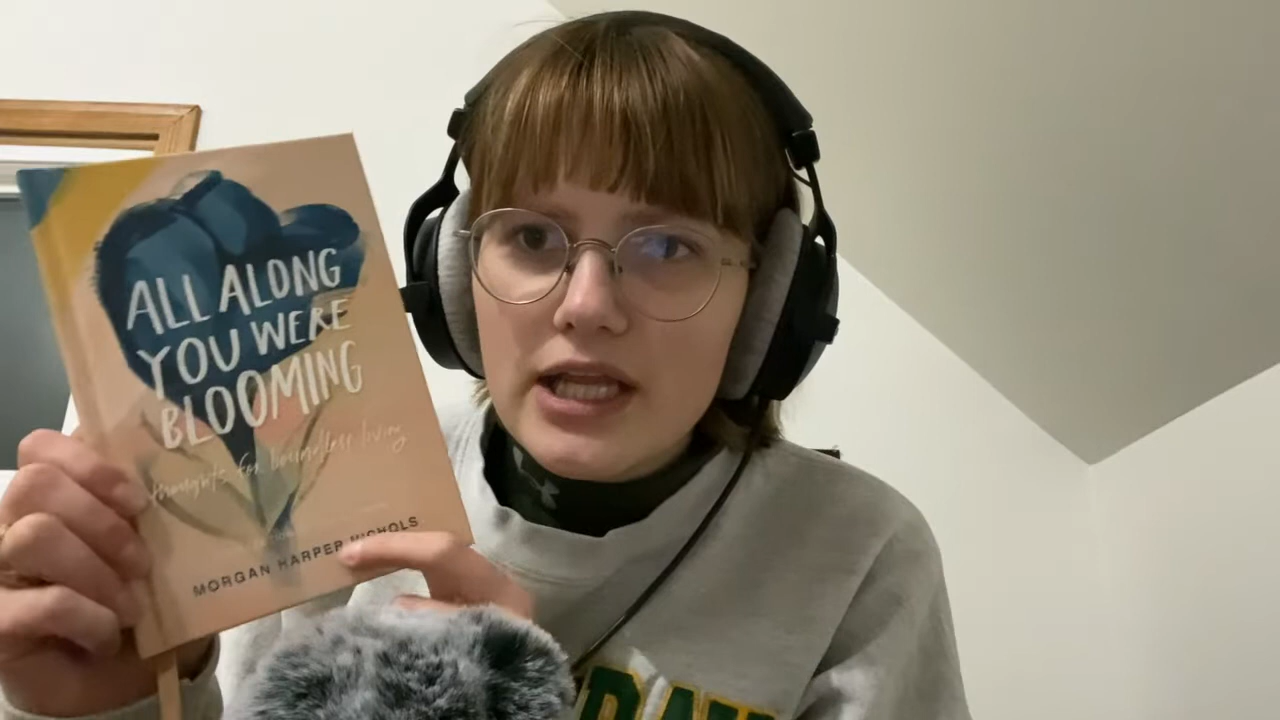 ALL ALONG
YOU WERE
BLOOMING
thoughts for boundless living
MORGAN HARPER NICHOLS